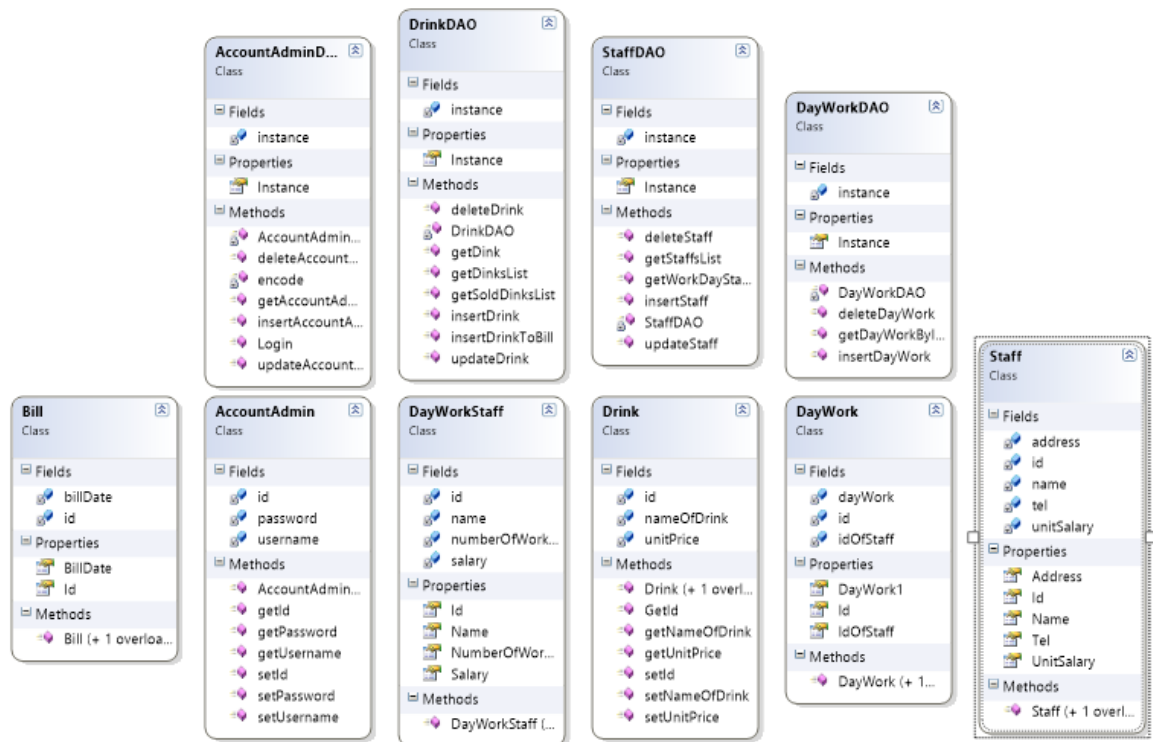 AccountAdminD...
Class
Fields
instance
Properties
Instance
Methods
AccountAdmin...
deleteAccount...
encode
getAccountAd...
insertAccountA...
Login
updateAccount...
DrinkDAO
Class
Fields
instance
Properties
Instance
Methods
deleteDrink
DrinkDAO
getDink
getDinksList
getSoldDinksList
insertDrink
insertDrinkToBill
updateDrink
StaffDAO
Class
Fields
instance
Properties
Instance
Methods
deleteStaff
getStaffsList
getWorkDaySta...
insertStaff
StaffDAO
updateStaff
DayWorkDAO
Class
Fields
instance
Properties
Instance
Methods
DayWorkDAO
deleteDayWork
getDayWorkByI...
insertDayWork
Bill
Class
Fields
billDate
id
Properties
BillDate
Id
Methods
Bill (+ 1 overloa...
AccountAdmin
Class
Fields
id
password
username
Methods
AccountAdmin...
getId
getPassword
getUsername
setId
setPassword
setUsername
DayWorkStaff
Class
Fields
id
name
numberOfWork...
salary
Properties
Id
Name
NumberOfWor...
Salary
Methods
DayWorkStaff (...
Drink
Class
Fields
id
nameOfDrink
unitPrice
Methods
Drink (+ 1 overl...
GetId
getNameOfDrink
getUnitPrice
setId
setNameOfDrink
setUnitPrice
DayWork
Class
Fields
dayWork
id
idOfStaff
Properties
DayWork1
Id
IdOfStaff
Methods
DayWork (+ 1...
Staff
Class
Fields
address
id
name
tel
unitSalary
Properties
Address
Id
Name
Tel
UnitSalary
Methods
Staff (+ 1 overl...